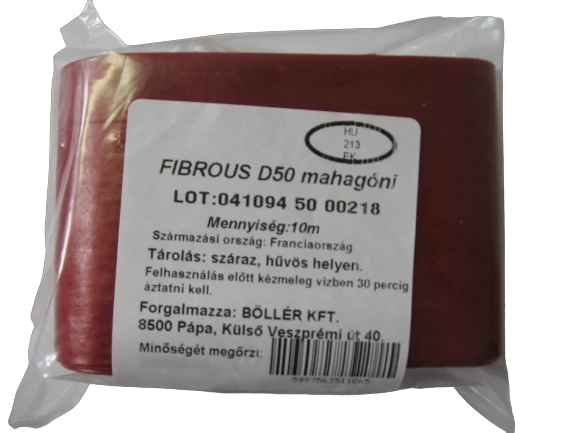 HU
213
EK
FIBROUS D50 mahagóni
LOT:041094 50 00218
Mennyiség:10m
Származási ország: Franciaország
Tárolás: száraz, hűvös helyen.
Felhasználás előtt kézmeleg vízben 30 percig
áztatni kell.
Forgalmazza: BÖLLÉR KFT.
8500 Pápa, Külső Veszprémi út 40.
Minőségét megőrzi: